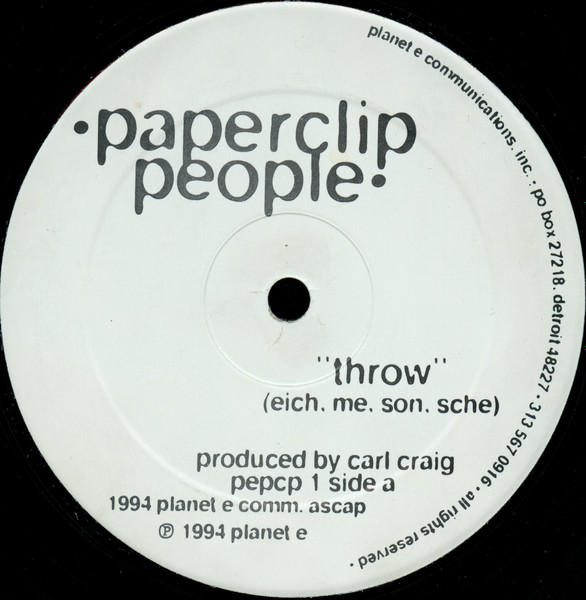 •paperclip
people•
"throw"
(eich. me. son. sche)
produced by carl craig
pepcp 1 side a
1994 planet e comm. ascap
℗ 1994 planet e
planet e communications. inc. : po box 27218. detroit 48227 • 313 567 0916 • all rights reserved •